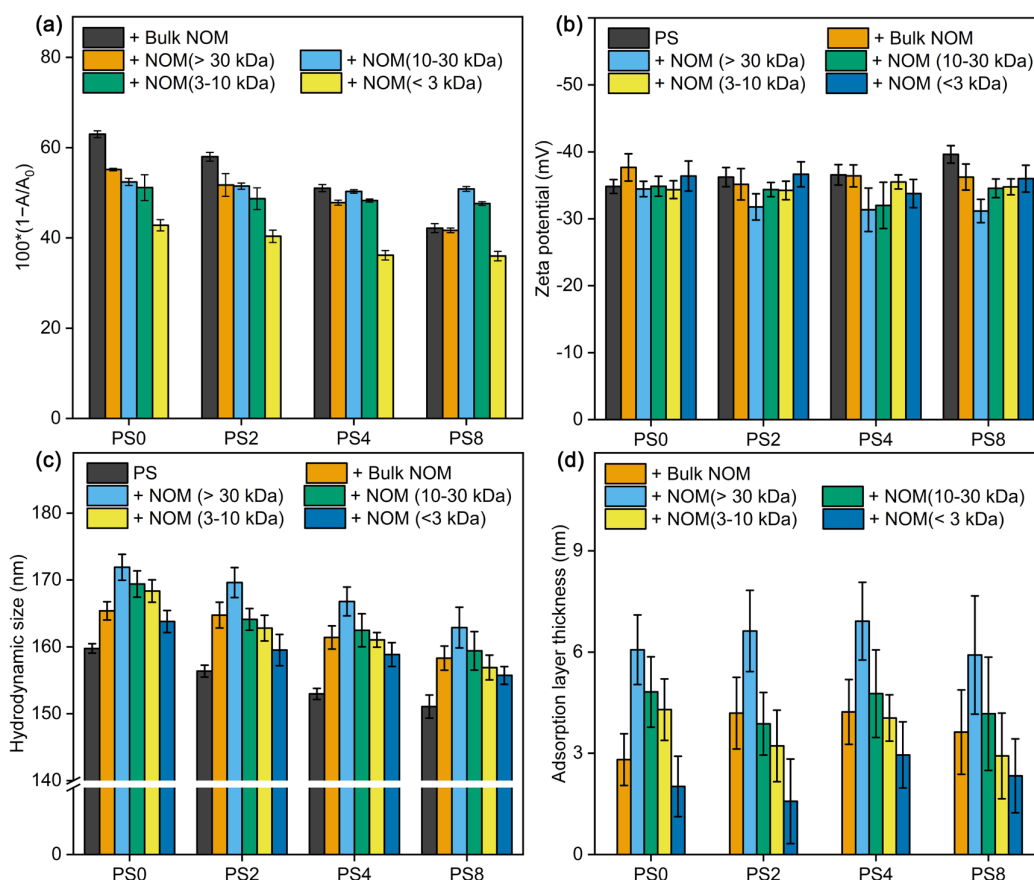 (a)
+ Bulk NOM
+ NOM(> 30 kDa)
+ NOM(10-30 kDa)
+ NOM(3-10 kDa)
+ NOM(< 3 kDa)
100*(1−A/A₀)
80
60
40
20
0
PS0 PS2 PS4 PS8
(b)
PS
+ Bulk NOM
+ NOM (> 30 kDa)
+ NOM (10-30 kDa)
+ NOM (3-10 kDa)
+ NOM (<3 kDa)
Zeta potential (mV)
-50
-40
-30
-20
-10
0
PS0 PS2 PS4 PS8
(c)
PS
+ Bulk NOM
+ NOM (> 30 kDa)
+ NOM (10-30 kDa)
+ NOM (3-10 kDa)
+ NOM (<3 kDa)
Hydrodynamic size (nm)
180
170
160
150
140
0
PS0 PS2 PS4 PS8
(d)
+ Bulk NOM
+ NOM(> 30 kDa)
+ NOM(10-30 kDa)
+ NOM(3-10 kDa)
+ NOM(< 3 kDa)
Adsorption layer thickness (nm)
9
6
3
0
PS0 PS2 PS4 PS8